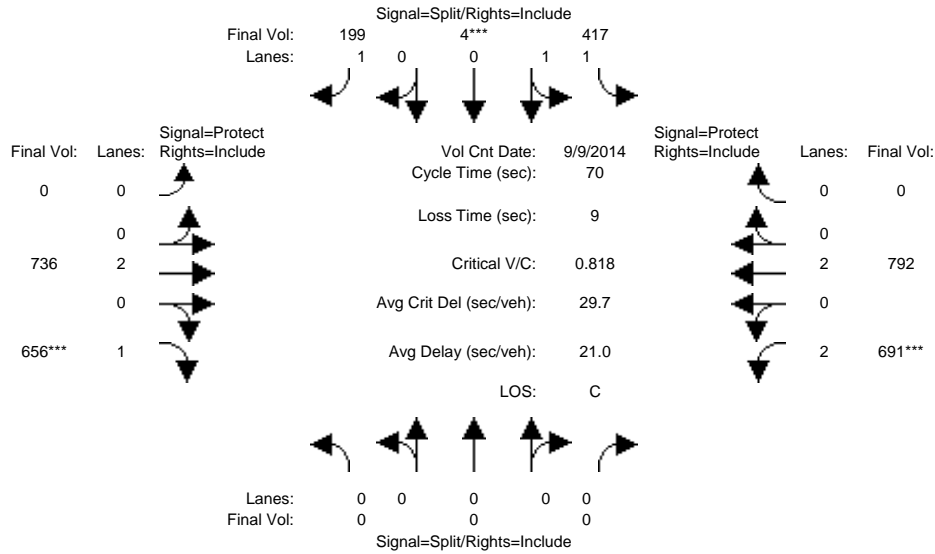 Signal=Split/Rights=Include
Final Vol: 199 4*** 417
Lanes: 1 0 0 1 1
Signal=Protect Signal=Protect
Final Vol: Lanes: Rights=Include Vol Cnt Date: 9/9/2014 Rights=Include Lanes: Final Vol:
Cycle Time (sec): 70
0 0 0 0
Loss Time (sec): 9
0 0
736 2 Critical V/C: 0.818 2 792
0 Avg Crit Del (sec/veh): 29.7 0
656*** 1 Avg Delay (sec/veh): 21.0 2 691***
LOS: C
Lanes: 0 0 0 0 0
Final Vol: 0 0 0
Signal=Split/Rights=Include